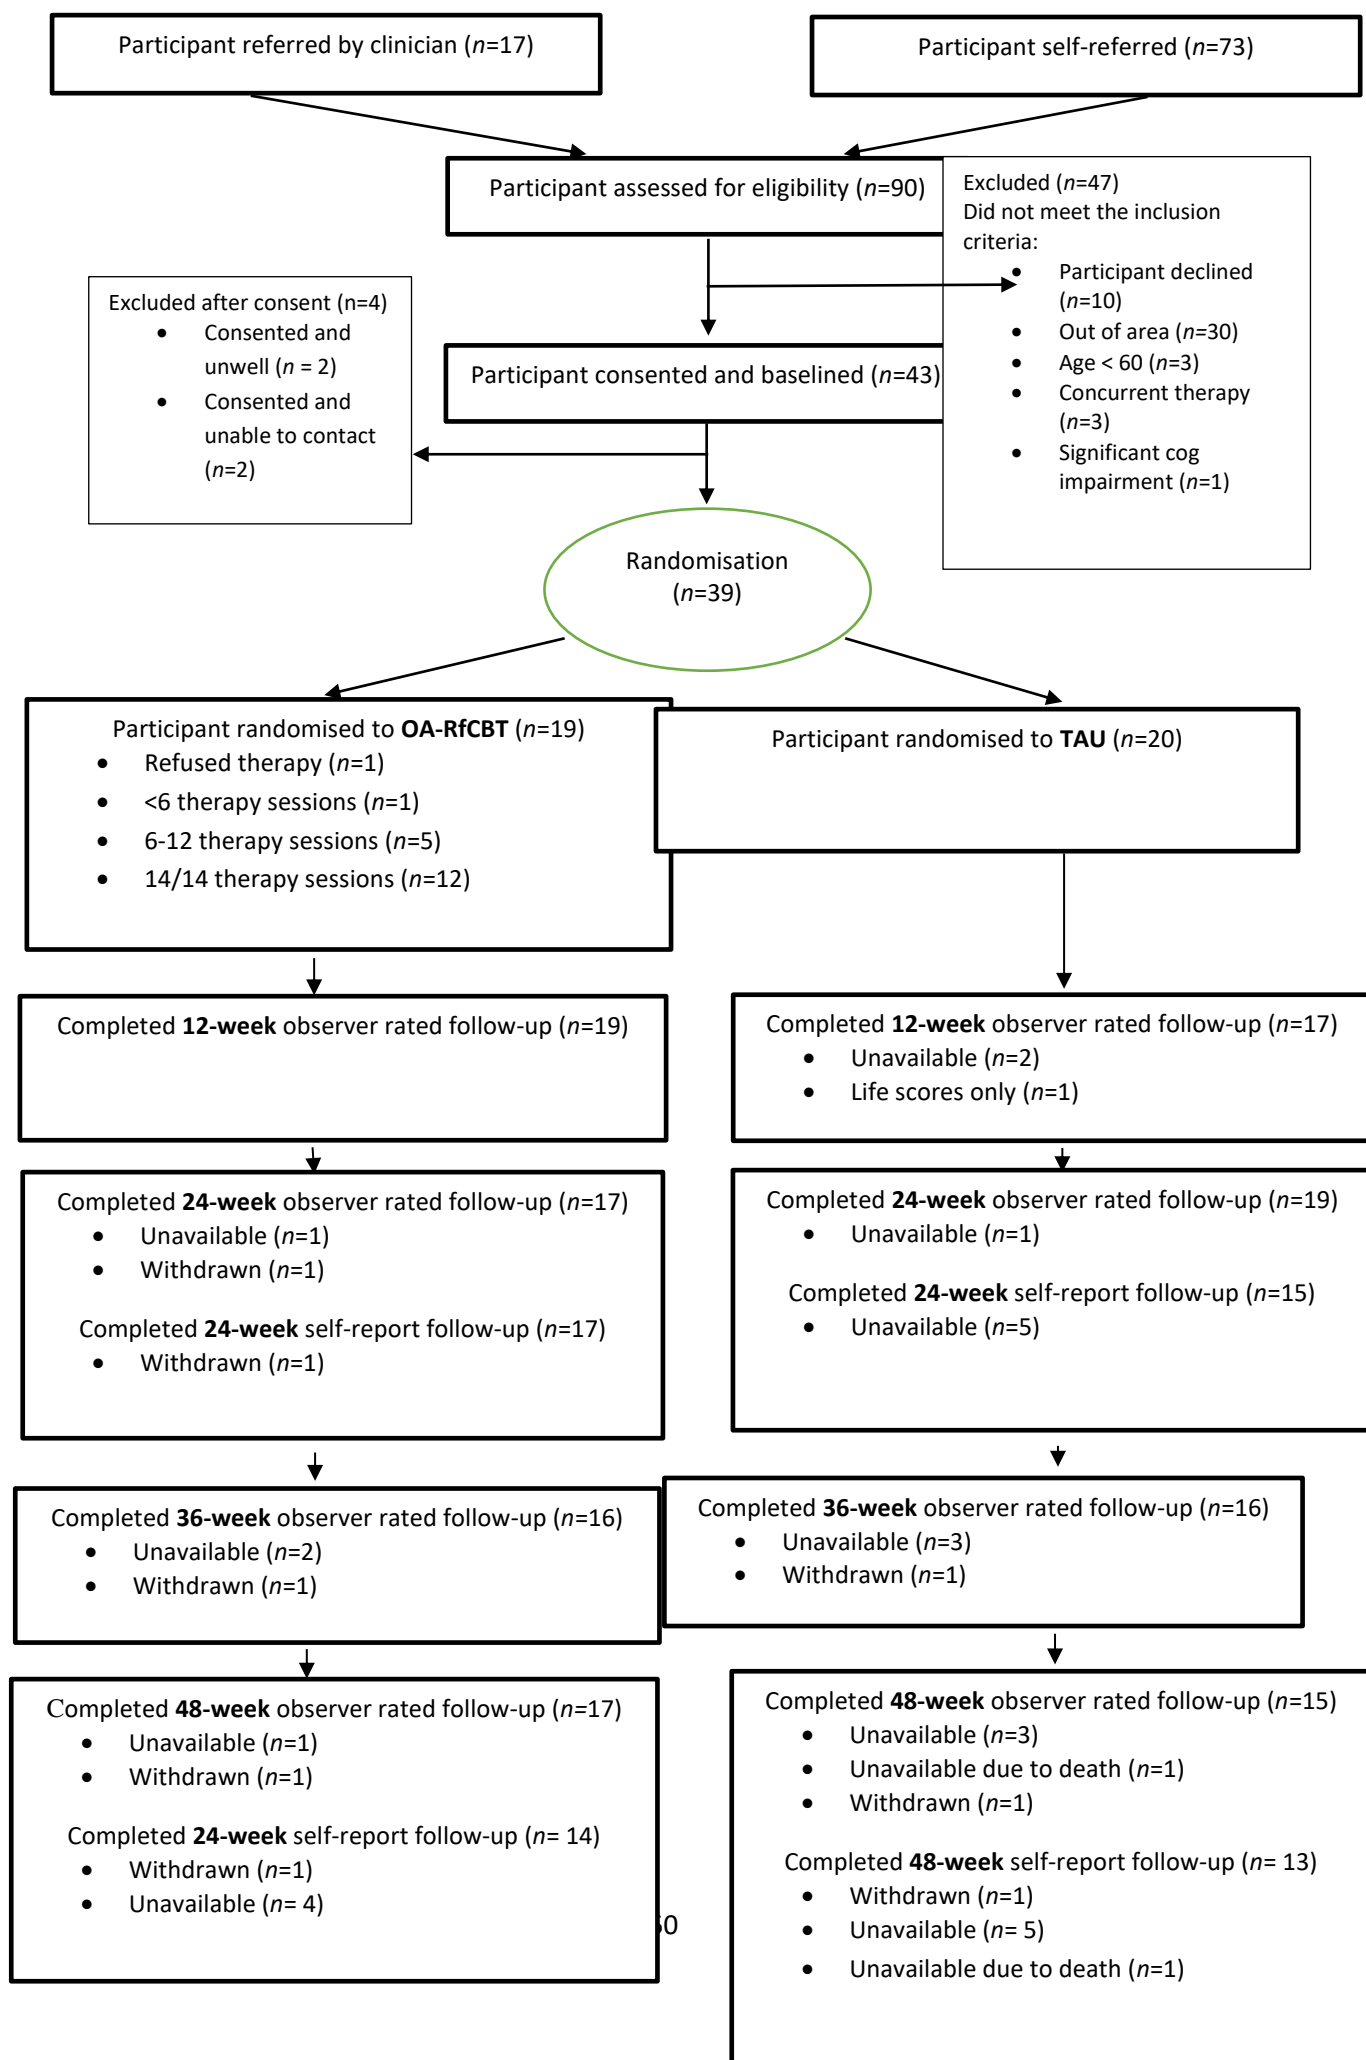 Participant referred by clinician (n=17)
Participant self-referred (n=73)
Participant assessed for eligibility (n=90)
Excluded (n=47)
Did not meet the inclusion
criteria:
• Participant declined
(n=10)
• Out of area (n=30)
• Age < 60 (n=3)
• Concurrent therapy
(n=3)
• Significant cog
impairment (n=1)
Excluded after consent (n=4)
• Consented and
unwell (n = 2)
• Consented and
unable to contact
(n=2)
Participant consented and baselined (n=43)
Randomisation
(n=39)
Participant randomised to OA-RfCBT (n=19)
• Refused therapy (n=1)
• <6 therapy sessions (n=1)
• 6-12 therapy sessions (n=5)
• 14/14 therapy sessions (n=12)
Participant randomised to TAU (n=20)
Completed 12-week observer rated follow-up (n=19)
Completed 12-week observer rated follow-up (n=17)
• Unavailable (n=2)
• Life scores only (n=1)
Completed 24-week observer rated follow-up (n=17)
• Unavailable (n=1)
• Withdrawn (n=1)
Completed 24-week self-report follow-up (n=17)
• Withdrawn (n=1)
Completed 24-week observer rated follow-up (n=19)
• Unavailable (n=1)
Completed 24-week self-report follow-up (n=15)
• Unavailable (n=5)
Completed 36-week observer rated follow-up (n=16)
• Unavailable (n=2)
• Withdrawn (n=1)
Completed 36-week observer rated follow-up (n=16)
• Unavailable (n=3)
• Withdrawn (n=1)
Completed 48-week observer rated follow-up (n=17)
• Unavailable (n=1)
• Withdrawn (n=1)
Completed 24-week self-report follow-up (n= 14)
• Withdrawn (n=1)
• Unavailable (n= 4)
Completed 48-week observer rated follow-up (n=15)
• Unavailable (n=3)
• Unavailable due to death (n=1)
• Withdrawn (n=1)
Completed 48-week self-report follow-up (n= 13)
• Withdrawn (n=1)
• Unavailable (n= 5)
• Unavailable due to death (n=1)